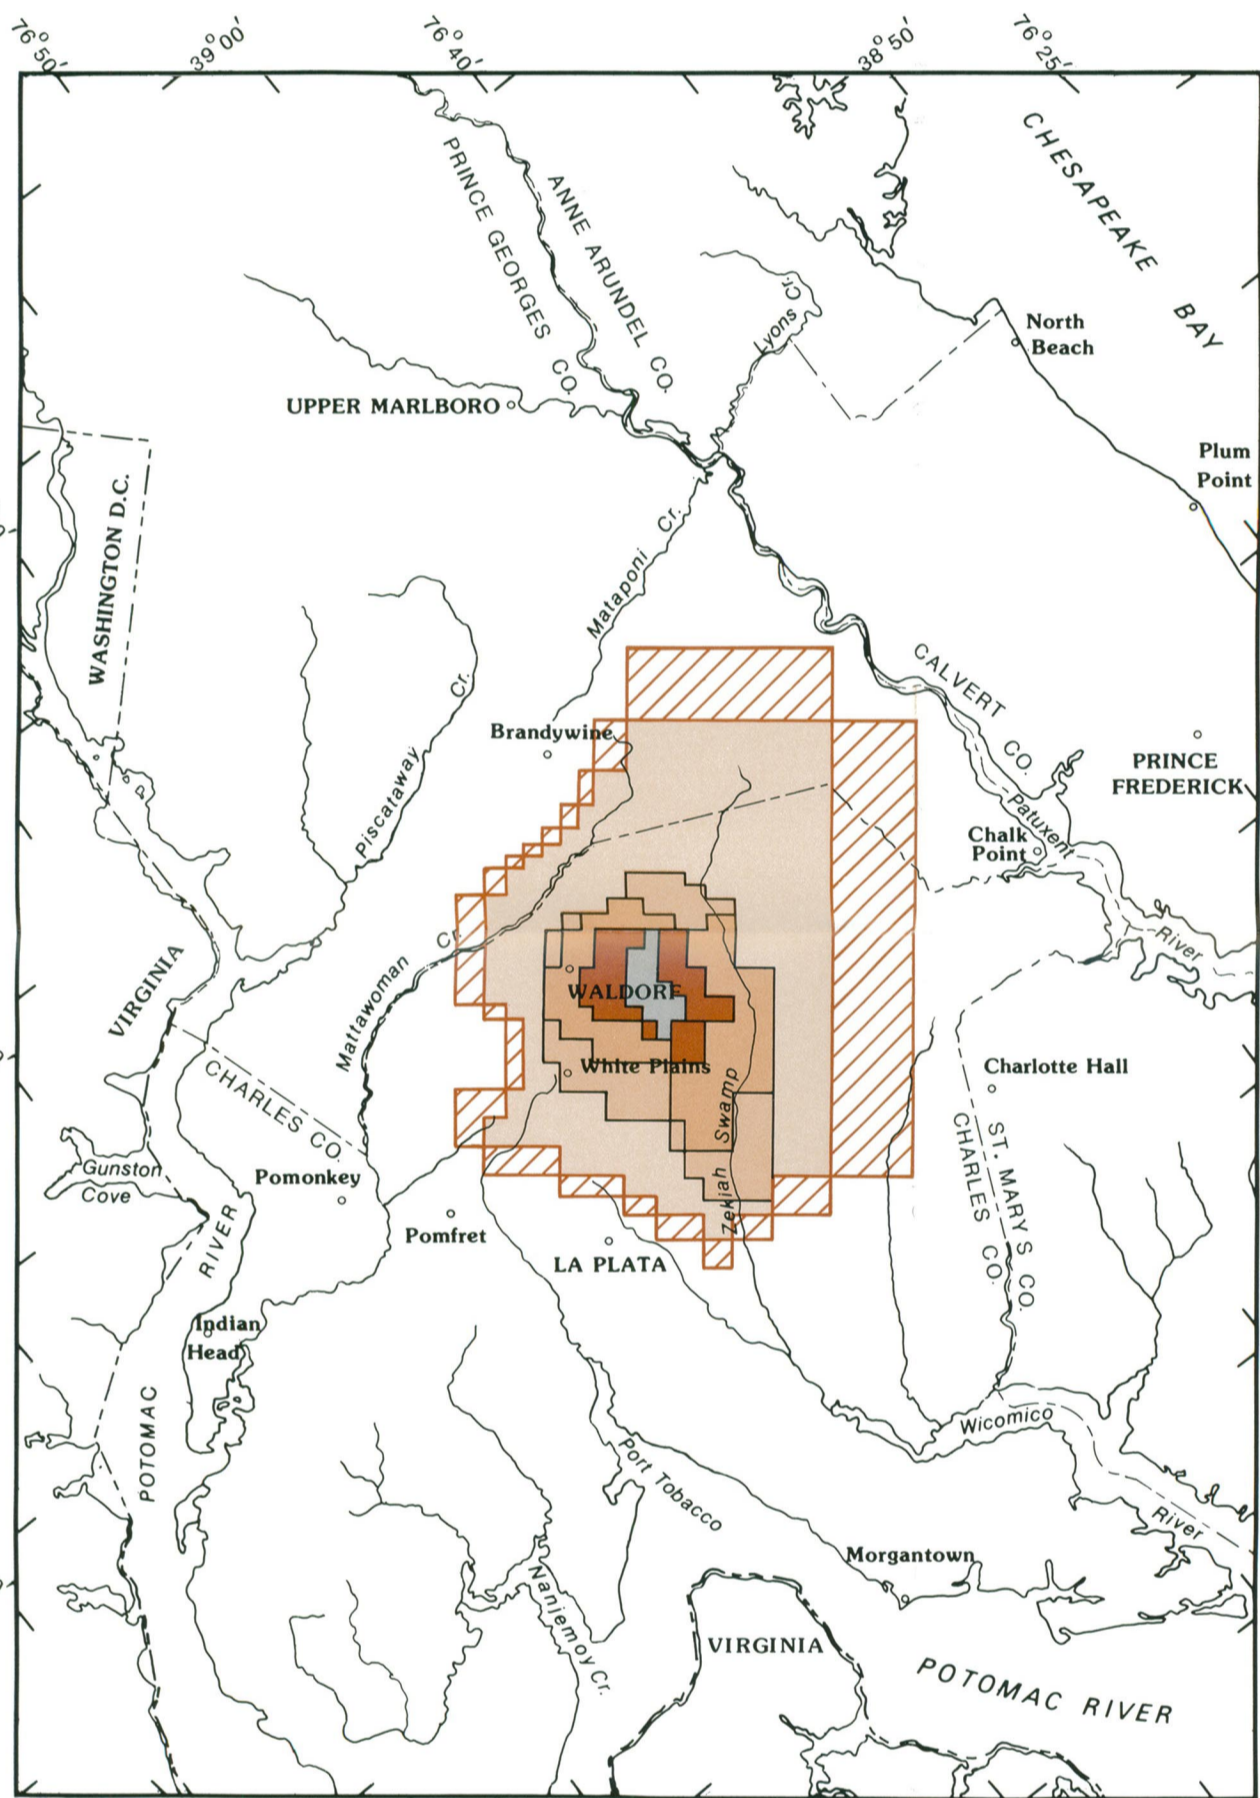 76°50'
39°00'
76°40'
38°50'
76°25'
CHESAPEAKE BAY
PRINCE GEORGES CO.
ANNE ARUNDEL CO.
Lyons Cr.
North
Beach
UPPER MARLBORO
Plum
Point
WASHINGTON D.C.
Mataponi Cr.
CALVERT CO.
Piscataway Cr.
Brandywine
PRINCE
FREDERICK
Patuxent
River
Chalk
Point
VIRGINIA
Mattawoman Cr.
WALDORF
White Plains
Charlotte Hall
CHARLES CO.
ST. MARY'S CO.
CHARLES CO.
Zekiah Swamp
Gunston
Cove
Pomonkey
Pomfret
LA PLATA
RIVER
Indian
Head
POTOMAC
Wicomico
River
Port Tobacco
Morgantown
Nanjemoy Cr.
VIRGINIA
POTOMAC RIVER